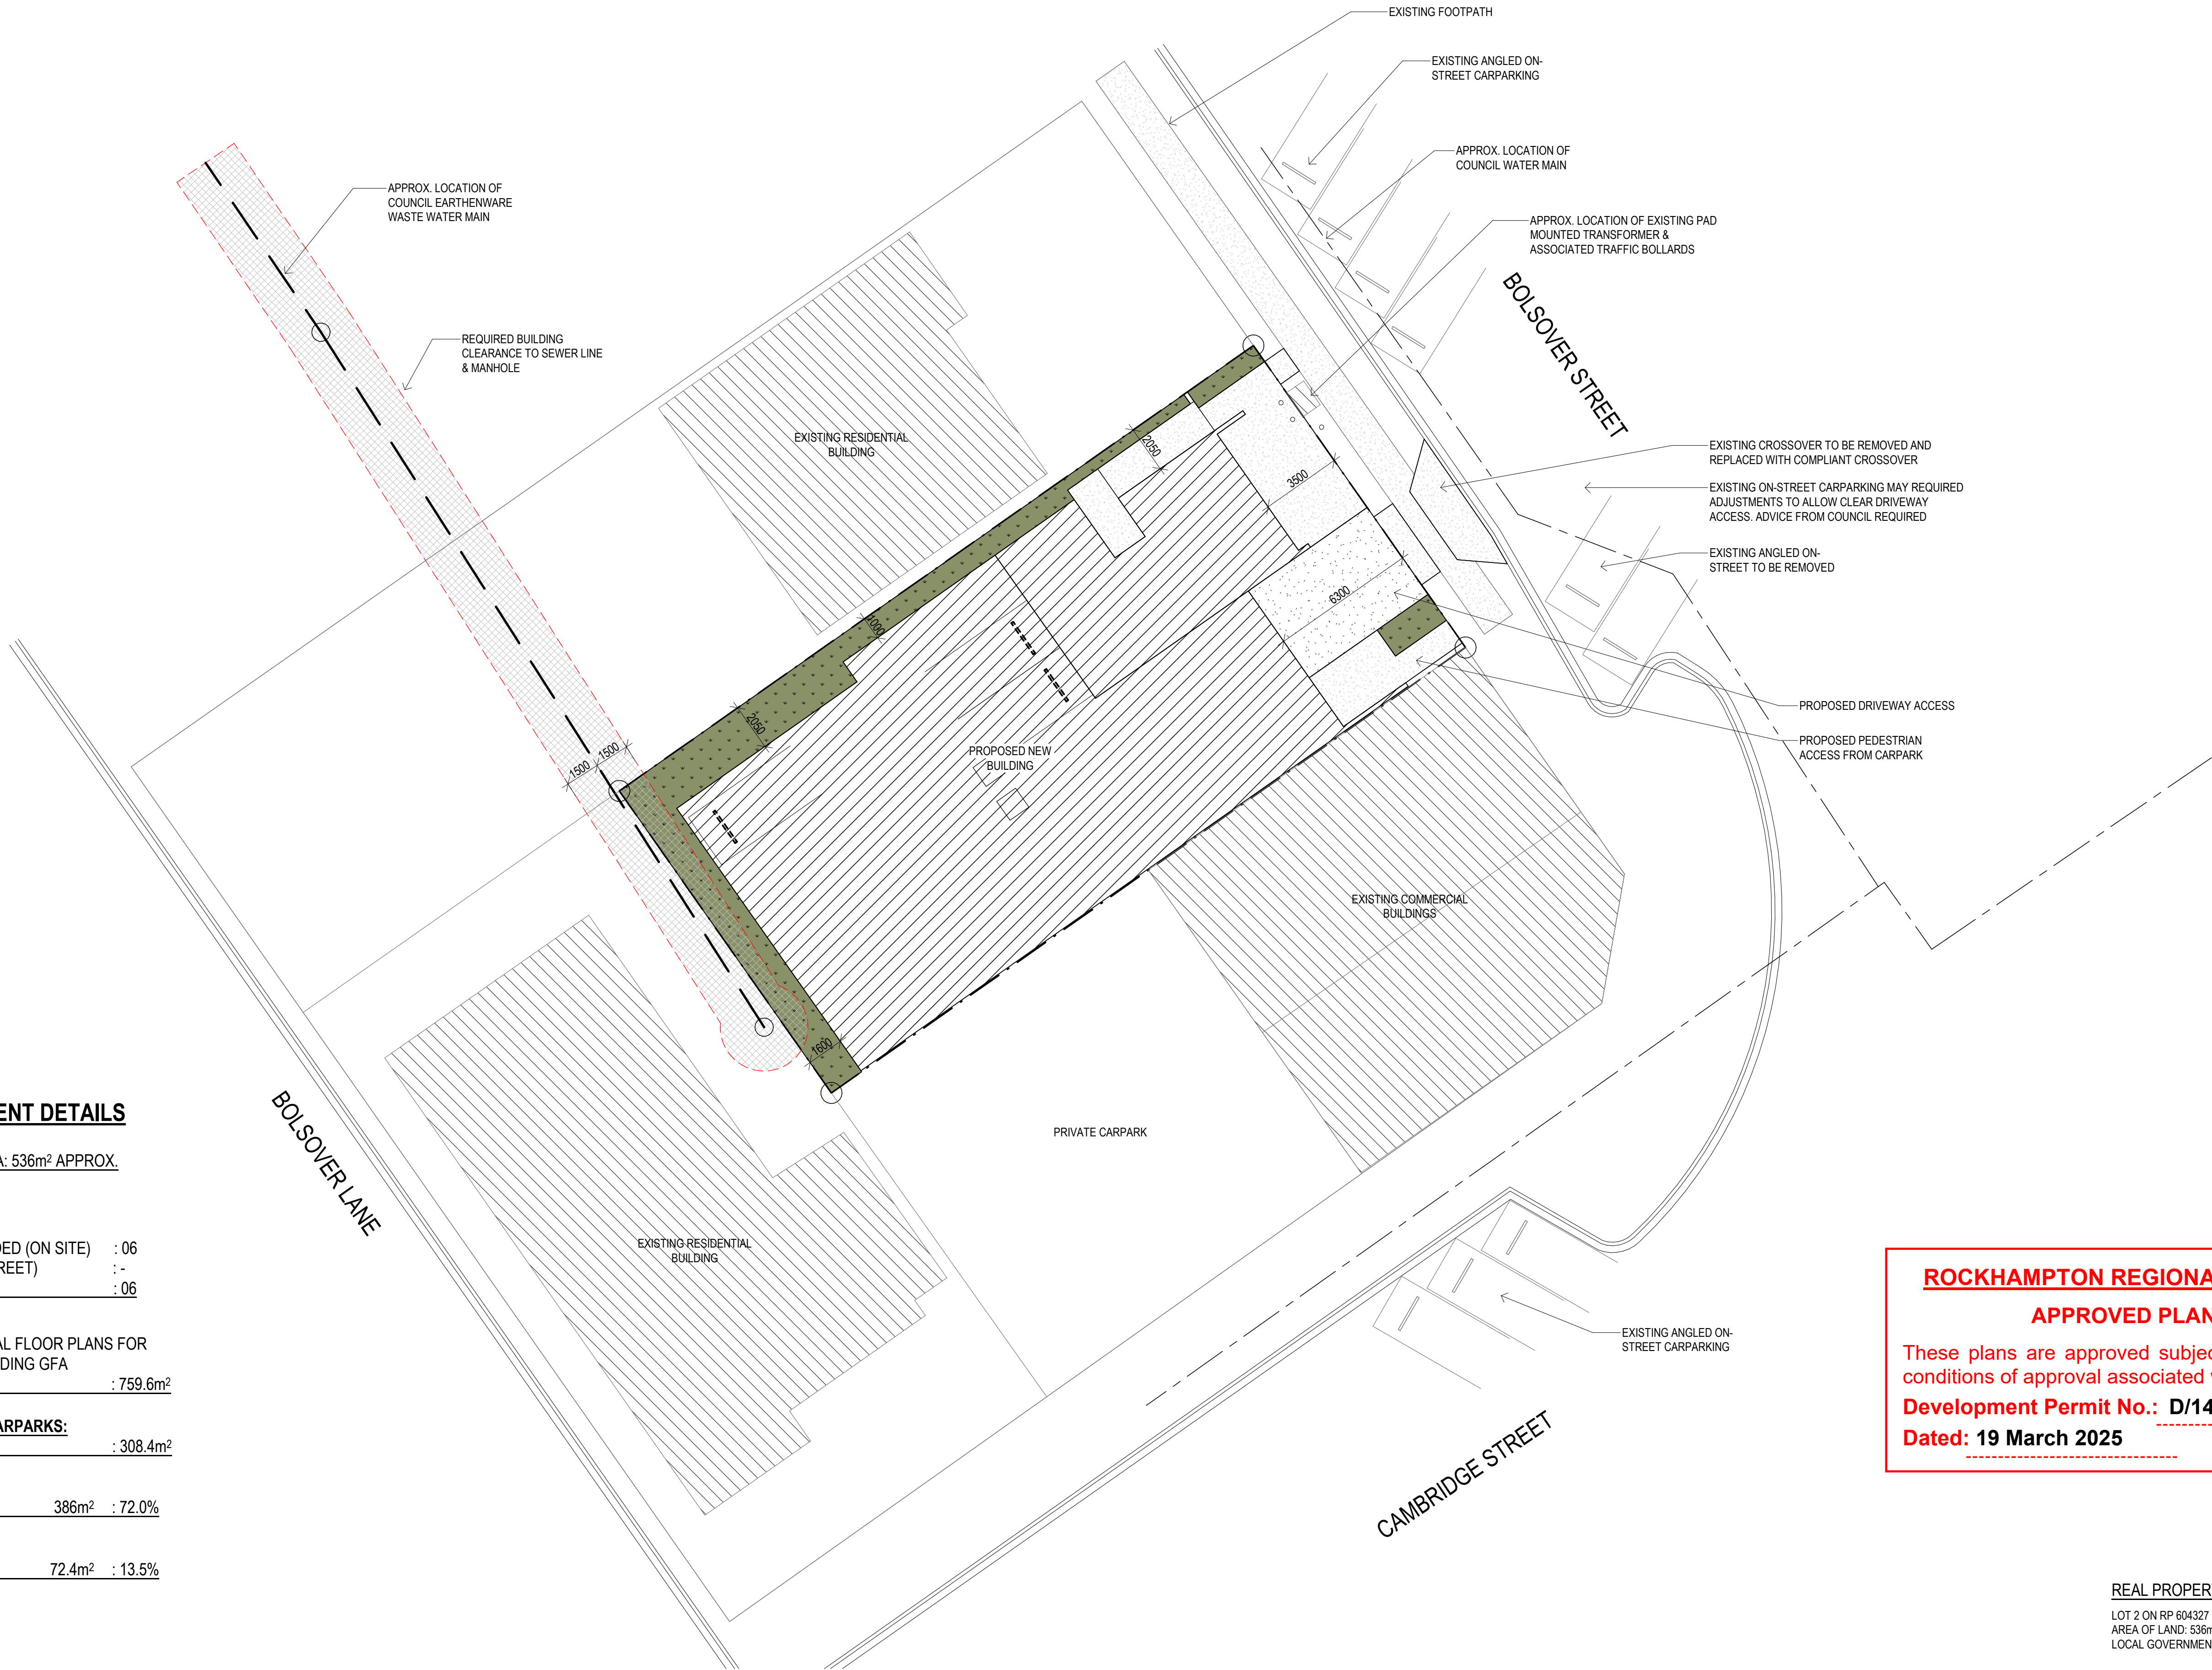 EXISTING FOOTPATH
EXISTING ANGLED ON-
STREET CARPARKING
APPROX. LOCATION OF
COUNCIL WATER MAIN
APPROX. LOCATION OF
COUNCIL EARTHENWARE
WASTE WATER MAIN
APPROX. LOCATION OF EXISTING PAD
MOUNTED TRANSFORMER &
ASSOCIATED TRAFFIC BOLLARDS
BOLSOVER STREET
REQUIRED BUILDING
CLEARANCE TO SEWER LINE
& MANHOLE
EXISTING RESIDENTIAL
BUILDING
2050
3500
EXISTING CROSSOVER TO BE REMOVED AND
REPLACED WITH COMPLIANT CROSSOVER
EXISTING ON-STREET CARPARKING MAY REQUIRED
ADJUSTMENTS TO ALLOW CLEAR DRIVEWAY
ACCESS. ADVICE FROM COUNCIL REQUIRED
EXISTING ANGLED ON-
STREET TO BE REMOVED
6300
1000
PROPOSED DRIVEWAY ACCESS
2050
PROPOSED NEW
BUILDING
PROPOSED PEDESTRIAN
ACCESS FROM CARPARK
1500
1500
EXISTING COMMERCIAL
BUILDINGS
1600
PRIVATE CARPARK
BOLSOVER LANE
EXISTING RESIDENTIAL
BUILDING
EXISTING ANGLED ON-
STREET CARPARKING
CAMBRIDGE STREET
ENT DETAILS
A: 536m² APPROX.
DED (ON SITE) : 06
REET) : -
: 06
AL FLOOR PLANS FOR
DING GFA
: 759.6m²
ARPARKS:
: 308.4m²
386m² : 72.0%
72.4m² : 13.5%
ROCKHAMPTON REGIONA
APPROVED PLAN
These plans are approved subjec
conditions of approval associated w
Development Permit No.: D/14
Dated: 19 March 2025
REAL PROPER
LOT 2 ON RP 604327
AREA OF LAND: 536m
LOCAL GOVERNMEN